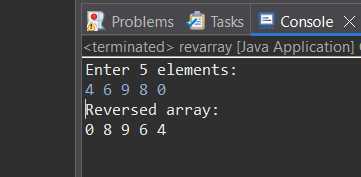 Problems Tasks Console
<terminated> revarray [Java Application]
Enter 5 elements:
4 6 9 8 0
Reversed array:
0 8 9 6 4